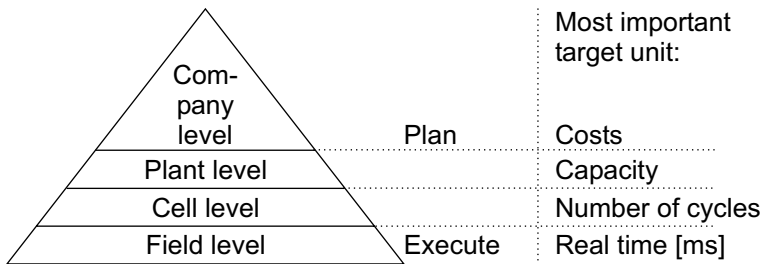 Most important
target unit:
Com-
pany
level
Plan
Costs
Plant level
Capacity
Cell level
Number of cycles
Field level
Execute
Real time [ms]